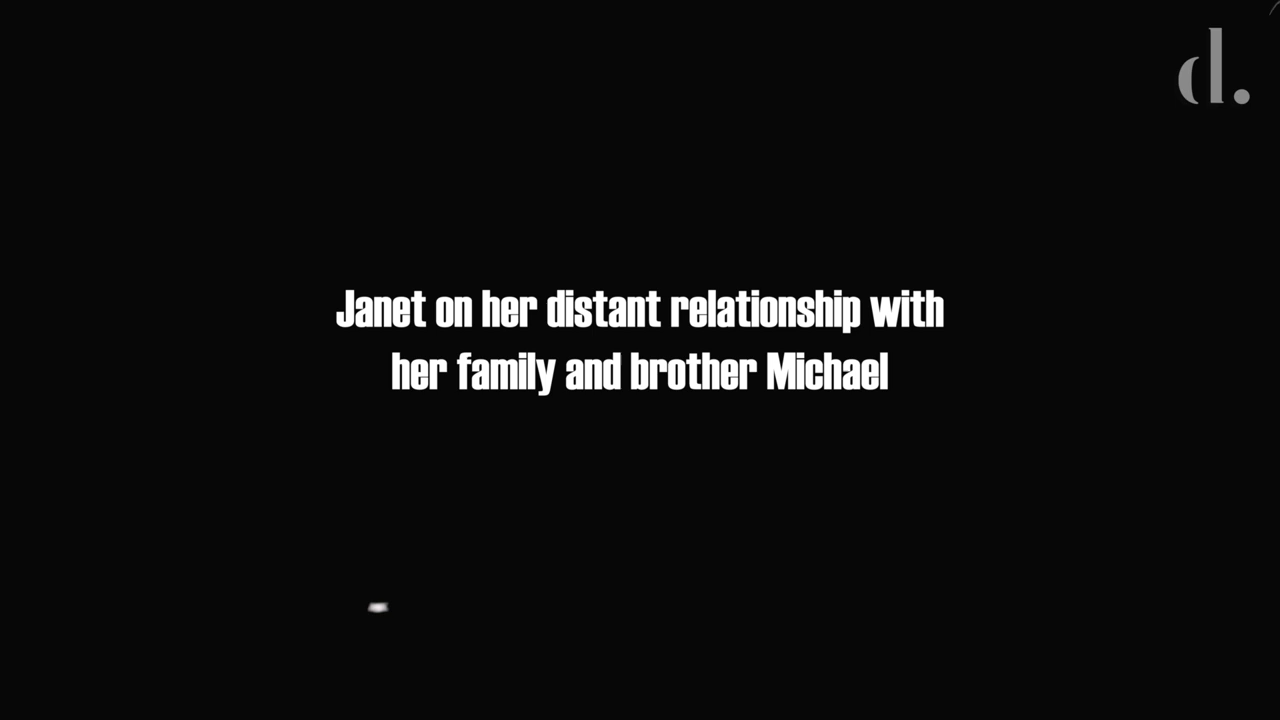 d.
Janet on her distant relationship with
her family and brother Michael